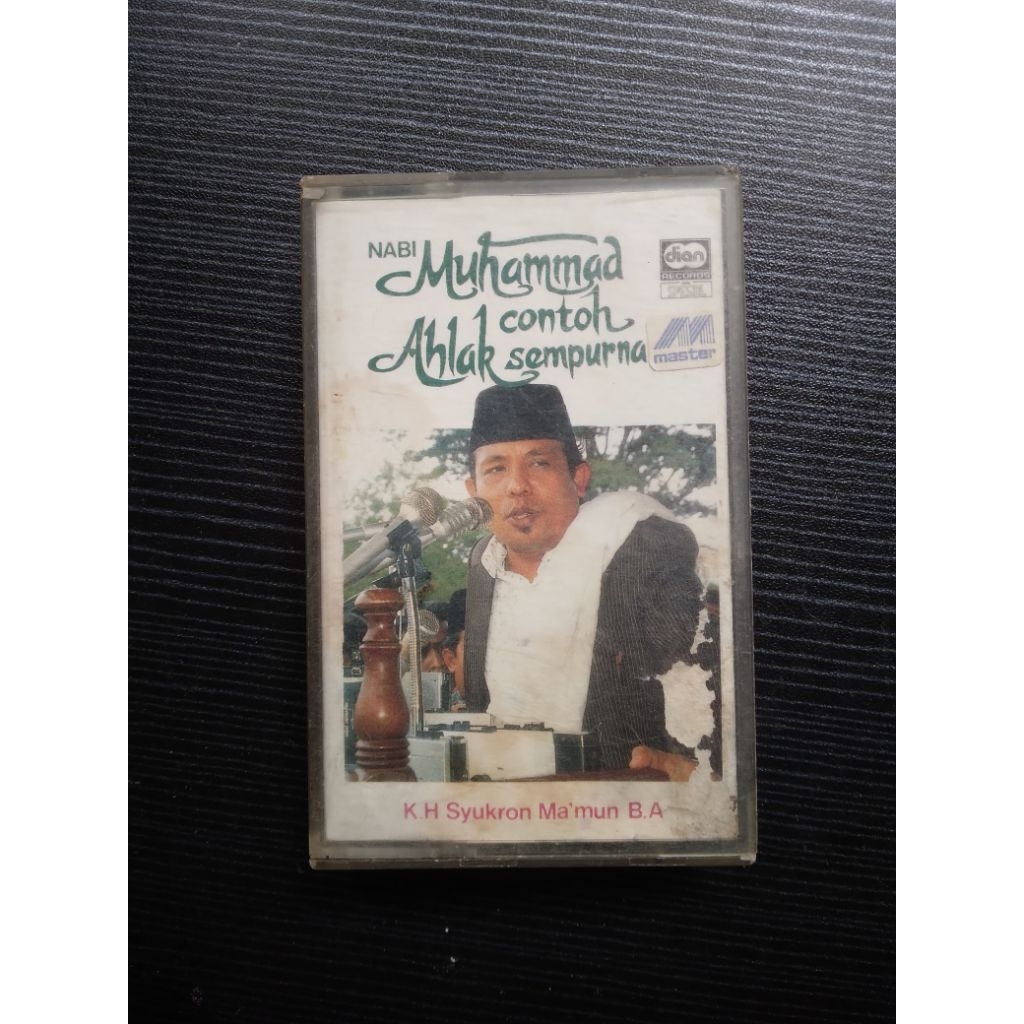 NABI Muhammad
contoh
Ahlak sempurna
dian
RECORDS
master
K.H Syukron Ma'mun B.A